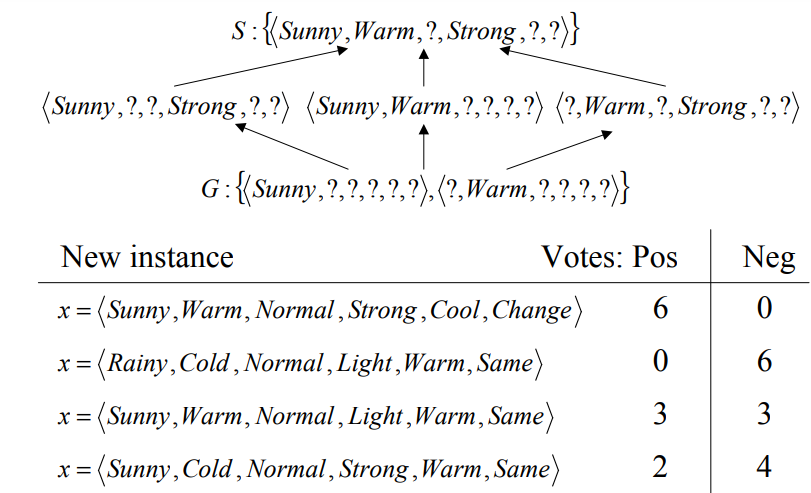 S:{⟨Sunny,Warm,?,Strong,?,?⟩}
⟨Sunny,?,?,Strong,?,?⟩ ⟨Sunny,Warm,?,?,?,?⟩ ⟨?,Warm,?,Strong,?,?⟩
G:{⟨Sunny,?,?,?,?,?⟩,⟨?,Warm,?,?,?,?⟩}
New instance Votes: Pos Neg
x=⟨Sunny,Warm,Normal,Strong,Cool,Change⟩ 6 0
x=⟨Rainy,Cold,Normal,Light,Warm,Same⟩ 0 6
x=⟨Sunny,Warm,Normal,Light,Warm,Same⟩ 3 3
x=⟨Sunny,Cold,Normal,Strong,Warm,Same⟩ 2 4